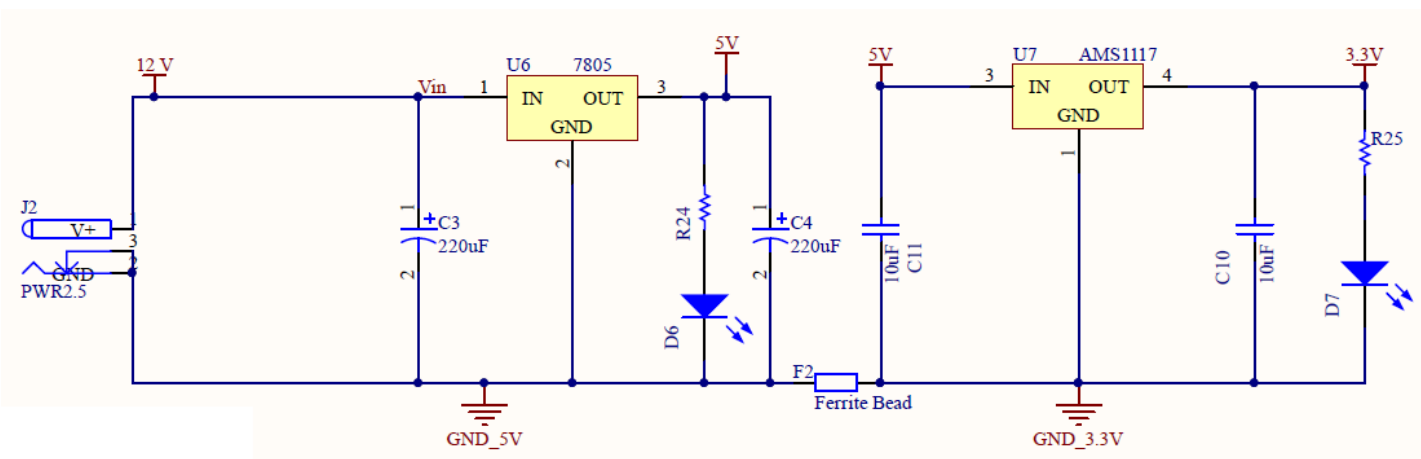 12 V
Vin
1
U6
7805
IN
OUT
GND
3
2
5V
5V
3
U7
AMS1117
IN
OUT
GND
4
1
3.3V
J2
V+
1
3
2
GND
PWR2.5
1
+
C3
220uF
2
R24
D6
1
+
C4
220uF
2
10uF
C11
C10
10uF
R25
D7
F2
Ferrite Bead
GND_5V
GND_3.3V